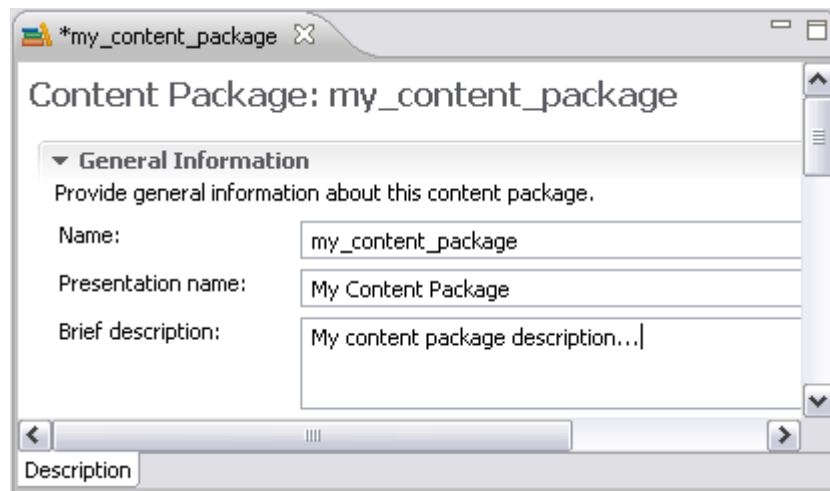 *my_content_package
Content Package: my_content_package
General Information
Provide general information about this content package.
Name:
my_content_package
Presentation name:
My Content Package
Brief description:
My content package description...
Description